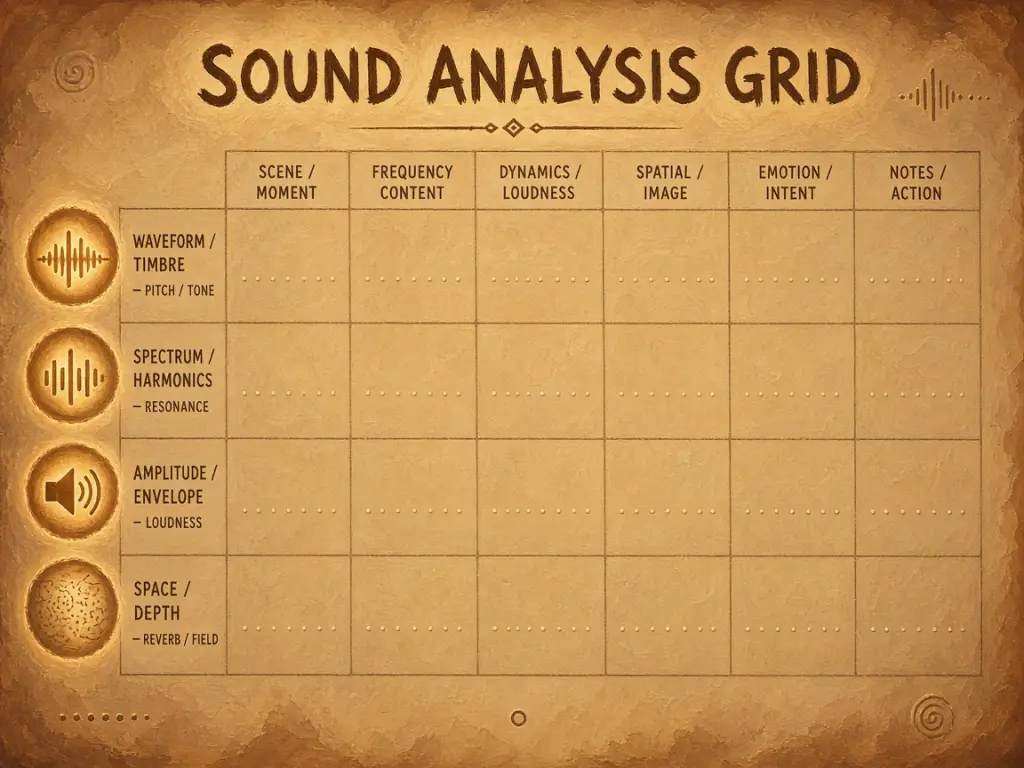 SOUND ANALYSIS GRID
SCENE /
MOMENT
FREQUENCY
CONTENT
DYNAMICS /
LOUDNESS
SPATIAL /
IMAGE
EMOTION /
INTENT
NOTES /
ACTION
WAVEFORM /
TIMBRE
– PITCH / TONE
SPECTRUM /
HARMONICS
– RESONANCE
AMPLITUDE /
ENVELOPE
– LOUDNESS
SPACE /
DEPTH
– REVERB / FIELD